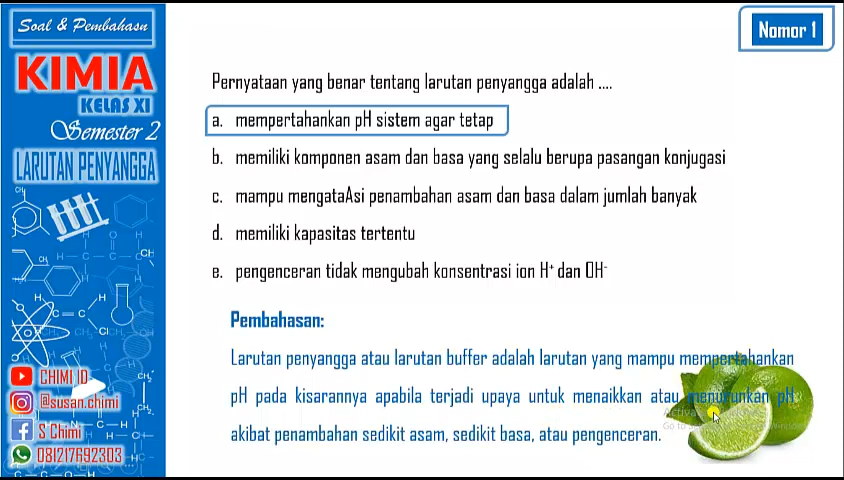 Soal & Pembahasn
KIMIA
KELAS XI
Semester 2
LARUTAN PENYANGGA
CHIMI ID
@susan.chimi
S Chimi
081217692303
Nomor 1
Pernyataan yang benar tentang larutan penyangga adalah ....
a. mempertahankan pH sistem agar tetap
b. memiliki komponen asam dan basa yang selalu berupa pasangan konjugasi
c. mampu mengataAsi penambahan asam dan basa dalam jumlah banyak
d. memiliki kapasitas tertentu
e. pengenceran tidak mengubah konsentrasi ion H⁺ dan OH⁻
Pembahasan:
Larutan penyangga atau larutan buffer adalah larutan yang mampu mempertahankan
pH pada kisarannya apabila terjadi upaya untuk menaikkan atau menurunkan pH
akibat penambahan sedikit asam, sedikit basa, atau pengenceran.